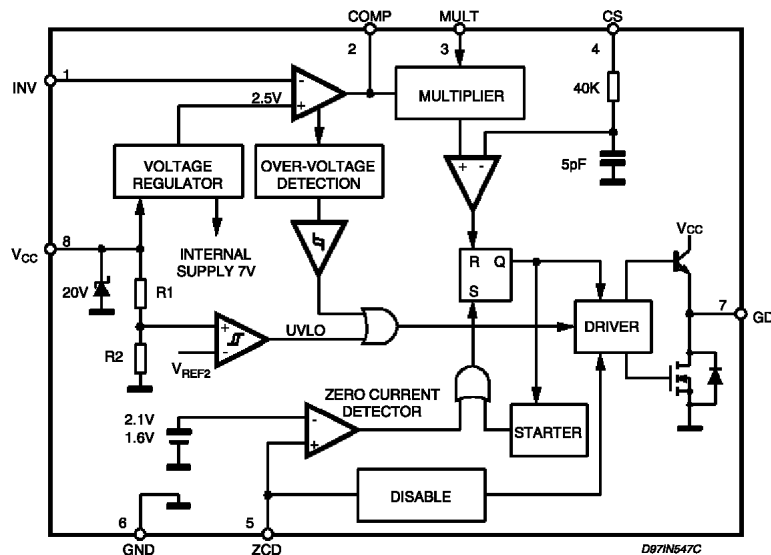 COMP MULT CS
2 3 4
INV 1
2.5V
MULTIPLIER
40K
5pF
VOLTAGE
REGULATOR
OVER-VOLTAGE
DETECTION
VCC 8
INTERNAL
SUPPLY 7V
20V
R1
R2
VREF2
UVLO
R Q
S
VCC
DRIVER
7 GD
ZERO CURRENT
DETECTOR
2.1V
1.6V
STARTER
DISABLE
6 5
GND ZCD
D97IN547C
+
-
+
-
+
-
-
+